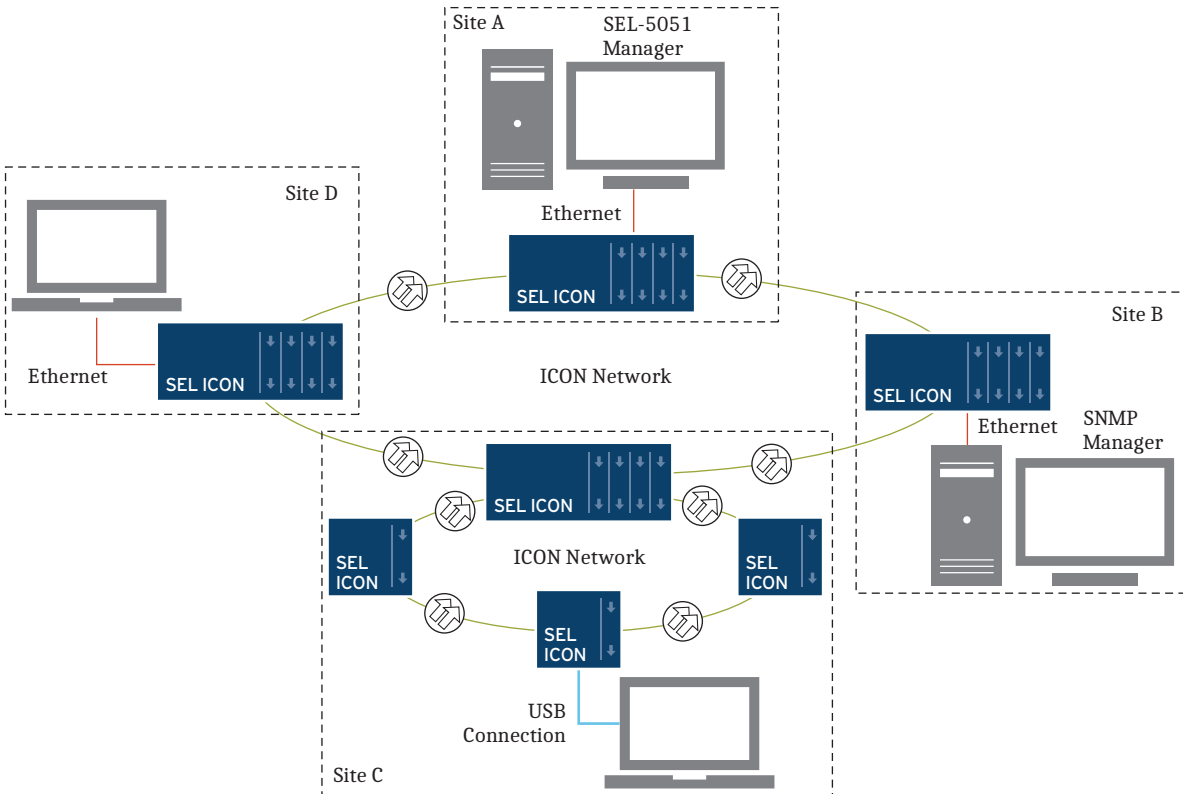 Site A
SEL-5051
Manager
Ethernet
SEL ICON
Site D
Ethernet
SEL ICON
ICON Network
Site B
SEL ICON
Ethernet
SNMP
Manager
SEL ICON
SEL
ICON
ICON Network
SEL
ICON
SEL
ICON
USB
Connection
Site C